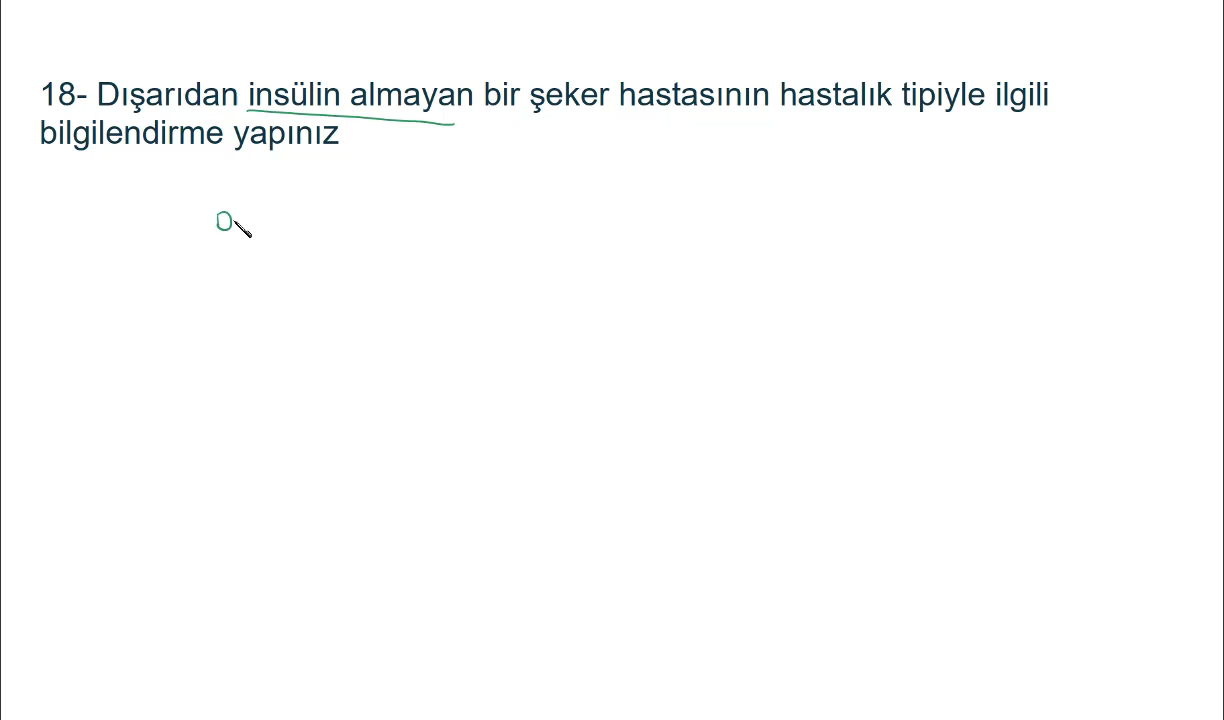 18- Dışarıdan insülin almayan bir şeker hastasının hastalık tipiyle ilgili
bilgilendirme yapınız